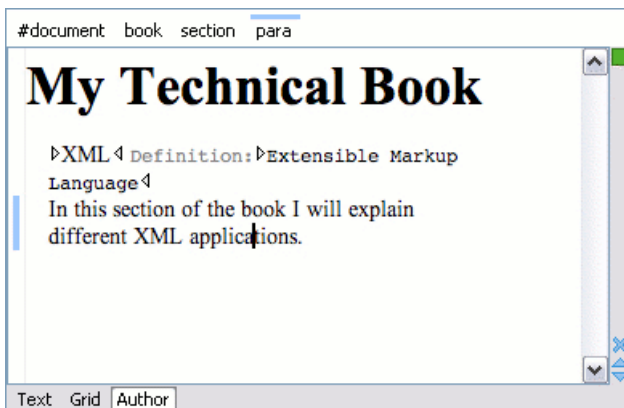 #document book section para
My Technical Book
XML Definition: Extensible Markup
Language
In this section of the book I will explain
different XML applications.
Text Grid Author